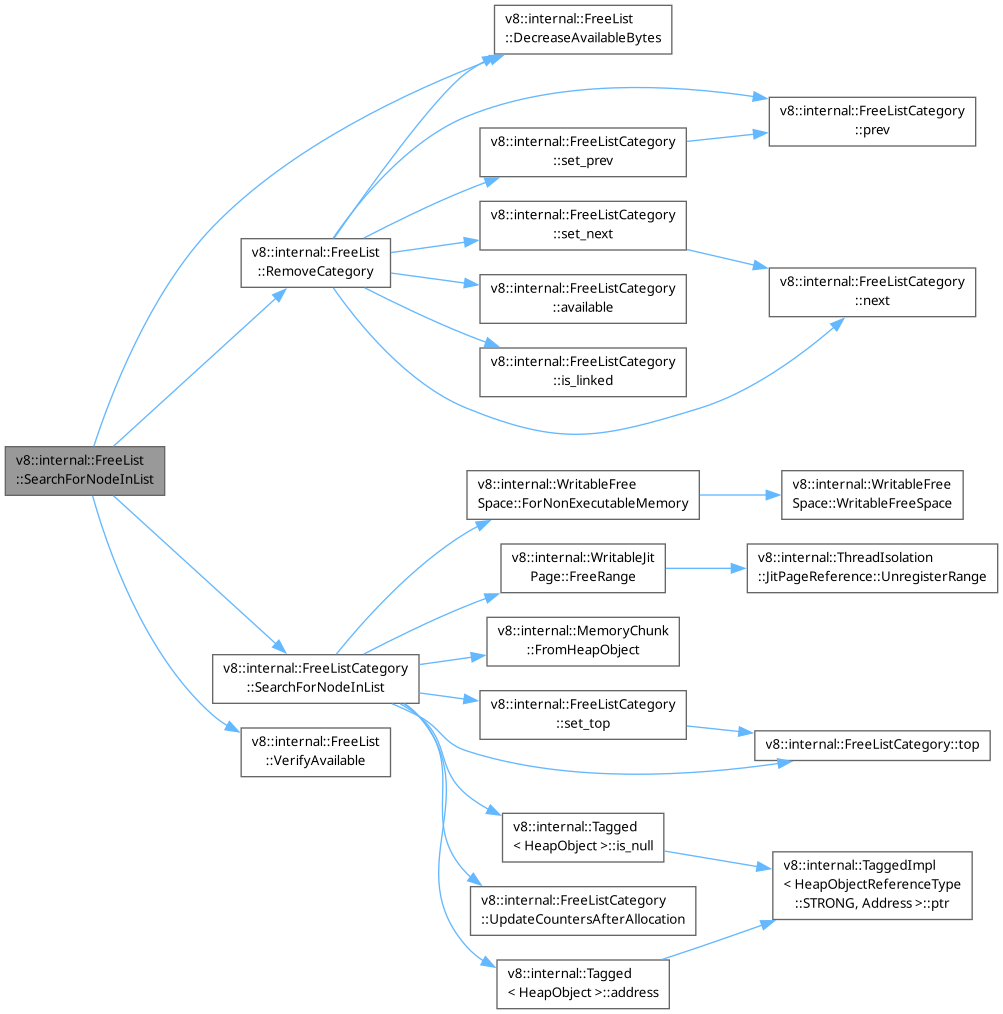 v8::internal::FreeList
::DecreaseAvailableBytes
v8::internal::FreeListCategory
::prev
v8::internal::FreeListCategory
::set_prev
v8::internal::FreeListCategory
::set_next
v8::internal::FreeList
::RemoveCategory
v8::internal::FreeListCategory
::available
v8::internal::FreeListCategory
::next
v8::internal::FreeListCategory
::is_linked
v8::internal::FreeList
::SearchForNodeInList
v8::internal::WritableFree
Space::ForNonExecutableMemory
v8::internal::WritableFree
Space::WritableFreeSpace
v8::internal::WritableJit
Page::FreeRange
v8::internal::ThreadIsolation
::JitPageReference::UnregisterRange
v8::internal::MemoryChunk
::FromHeapObject
v8::internal::FreeListCategory
::SearchForNodeInList
v8::internal::FreeListCategory
::set_top
v8::internal::FreeListCategory::top
v8::internal::FreeList
::VerifyAvailable
v8::internal::Tagged
< HeapObject >::is_null
v8::internal::TaggedImpl
< HeapObjectReferenceType
::STRONG, Address >::ptr
v8::internal::FreeListCategory
::UpdateCountersAfterAllocation
v8::internal::Tagged
< HeapObject >::address